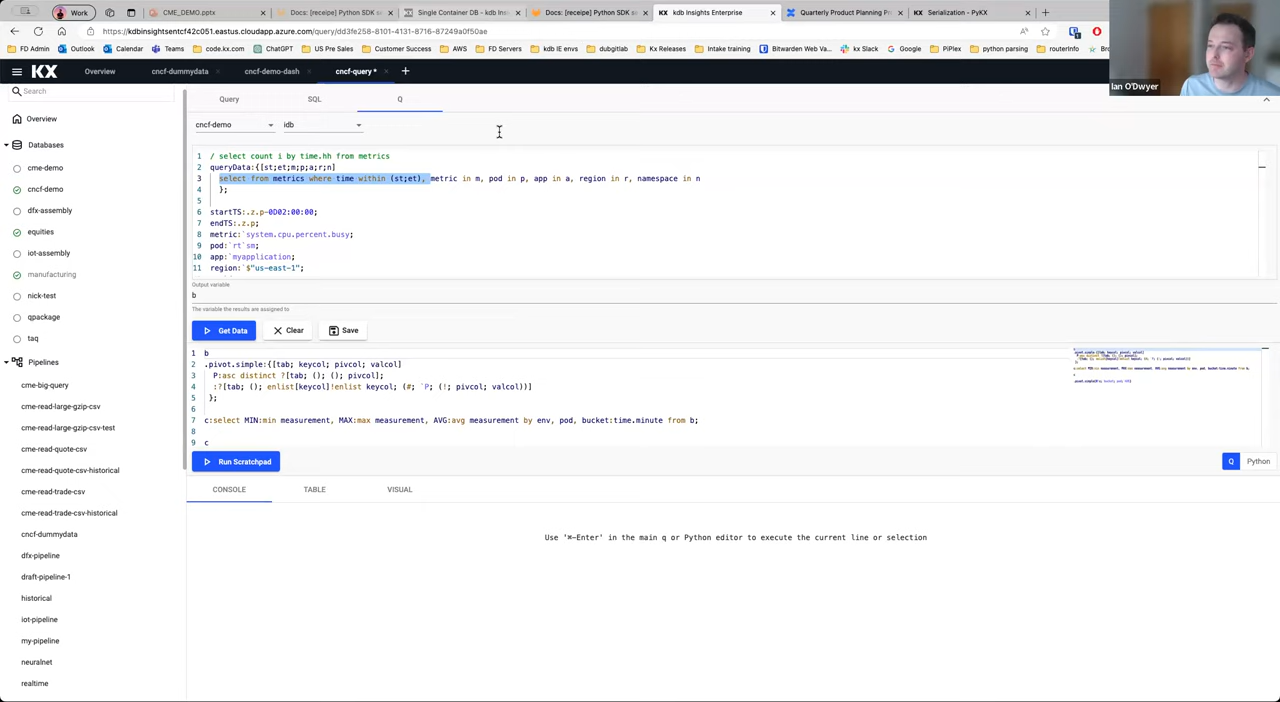 Work
CME_DEMO.pptx
Docs: [receipe] Python SDK s
Single Container DB - kdb Ins
Docs: [receipe] Python SDK s
kdb Insights Enterprise
Quarterly Product Planning Pr
Serialization - PyKX
https://kdbinsightsentcf42c051.eastus.cloudapp.azure.com/query/deddee58-8101-4131-8716-87249a0f50ae
FD Admin
Outlook
Calendar
Teams
code.kx.com
ChatGPT
US Pre Sales
Customer Success
AWS
FD Servers
kdb IE envs
dubgitlab
Kx Releases
Intake training
Bitwarden Web Va...
kx Slack
Google
PiPlex
python parsing
routerInfo
Bro
Ian O'Dwyer
KX
Overview
cncf-dummydata
cncf-demo-dash
cncf-query *
Search
Overview
Databases
cme-demo
cncf-demo
dfx-assembly
equities
iot-assembly
manufacturing
nick-test
qpackage
taq
Pipelines
cme-big-query
cme-read-large-gzip-csv
cme-read-large-gzip-csv-test
cme-read-quote-csv
cme-read-quote-csv-historical
cme-read-trade-csv
cme-read-trade-csv-historical
cncf-dummydata
dfx-pipeline
draft-pipeline-1
historical
iot-pipeline
my-pipeline
neuralnet
realtime
Query
SQL
Q
cncf-demo
idb
1 / select count i by time.hh from metrics
2 queryData:{[st;et;m;p;a;r;n]
3 select from metrics where time within (st;et), metric in m, pod in p, app in a, region in r, namespace in n
4 };
5
6 startTS:.z.p-0D02:00:00;
7 endTS:.z.p;
8 metric:`system.cpu.percent.busy;
9 pod:`rt`sm;
10 app:`myapplication;
11 region:`$"us-east-1";
Output variable
b
The variable the results are assigned to
Get Data
Clear
Save
1 b
2 .pivot.simple:{[tab; keycol; pivcol; valcol]
3 P:asc distinct ?[tab; (); (); pivcol];
4 :?[tab; (); enlist[keycol]!enlist keycol; (#; `P; (!; pivcol; valcol))]
5 };
6
7 c:select MIN:min measurement, MAX:max measurement, AVG:avg measurement by env, pod, bucket:time.minute from b;
8
9 c
Run Scratchpad
Q
Python
CONSOLE
TABLE
VISUAL
Use '⌘-Enter' in the main q or Python editor to execute the current line or selection